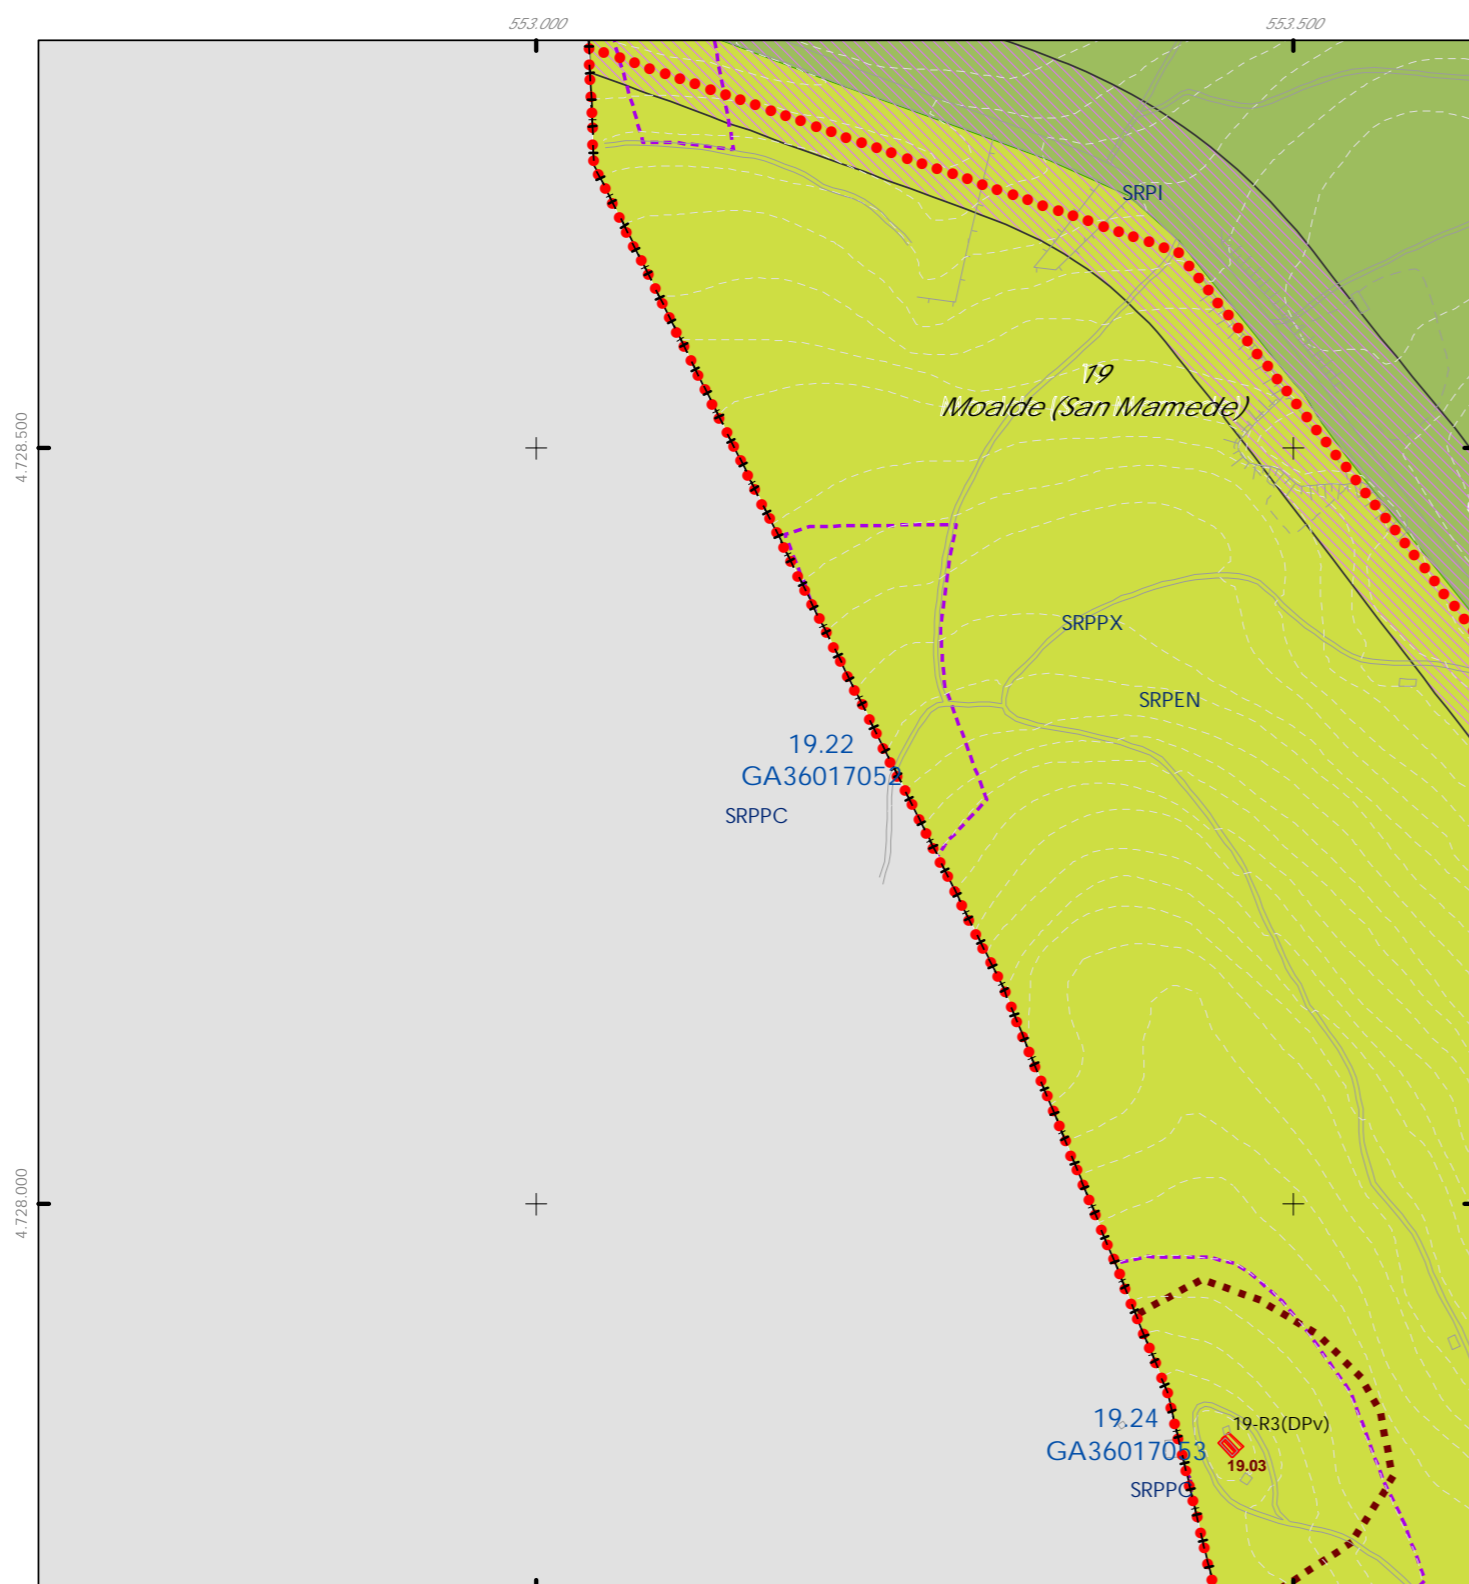 553.000
553.500
SRPI
19
Moalde (San Mamede)
4.728.500
SRPPX
SRPEN
19.22
GA36017052
SRPPC
4.728.000
19.24
GA36017053
SRPPC
19-R3(DPv)
19.03